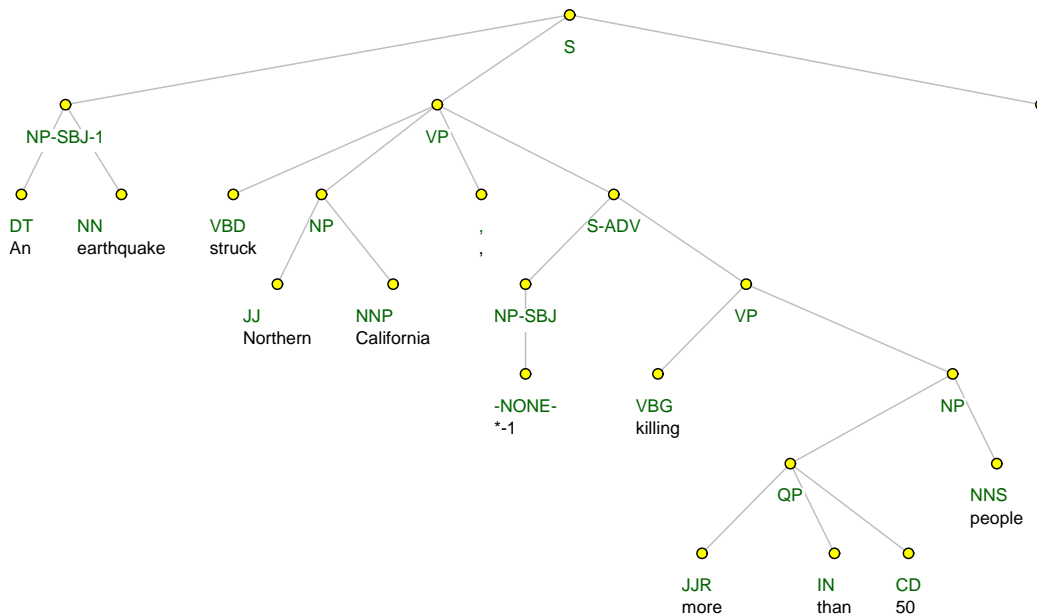 S
NP-SBJ-1 VP
DT NN VBD NP , S-ADV
An earthquake struck ,
JJ NNP NP-SBJ VP
Northern California
-NONE- VBG NP
*-1 killing
QP NNS
people
JJR IN CD
more than 50